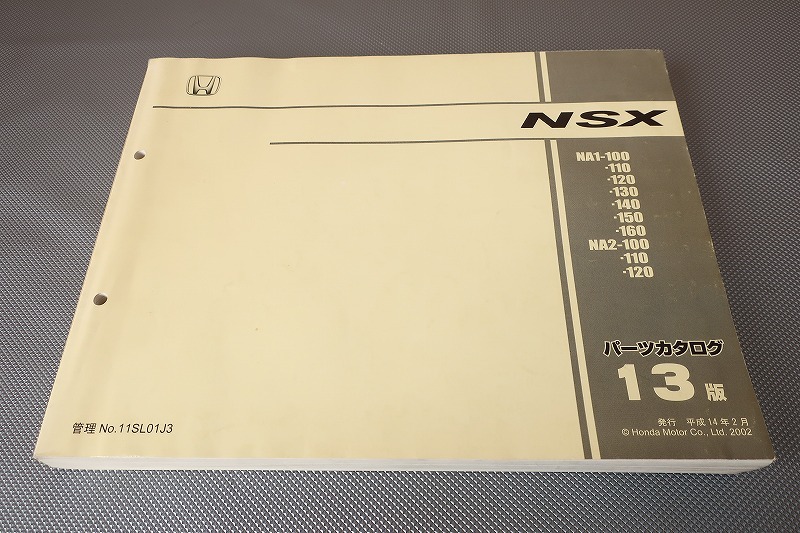 NSX
NA1-100
·110
·120
·130
·140
·150
·160
NA2-100
·110
·120
パーツカタログ
13版
管理 No.11SL01J3
発行 平成14年2月
© Honda Motor Co., Ltd. 2002